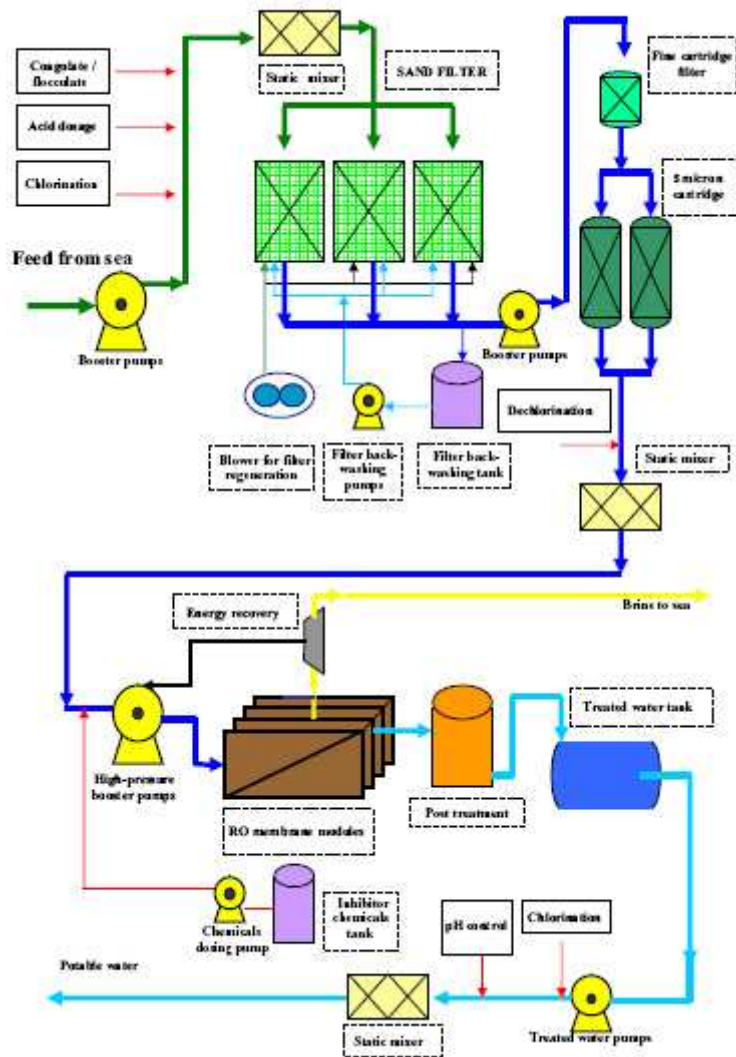 Coagulate /
flocculate
Acid dosage
Chlorination
Static mixer
SAND FILTER
Fine cartridge
filter
5micron
cartridge
Feed from sea
Booster pumps
Booster pumps
Blower for filter
regeneration
Filter back-
washing
pumps
Filter back-
washing tank
Dechlorination
Static mixer
Energy recovery
Brine to sea
High-pressure
booster pumps
RO membrane modules
Post treatment
Treated water tank
Chemicals
dosing pump
Inhibitor
chemicals
tank
pH control
Chlorination
Potable water
Static mixer
Treated water pumps